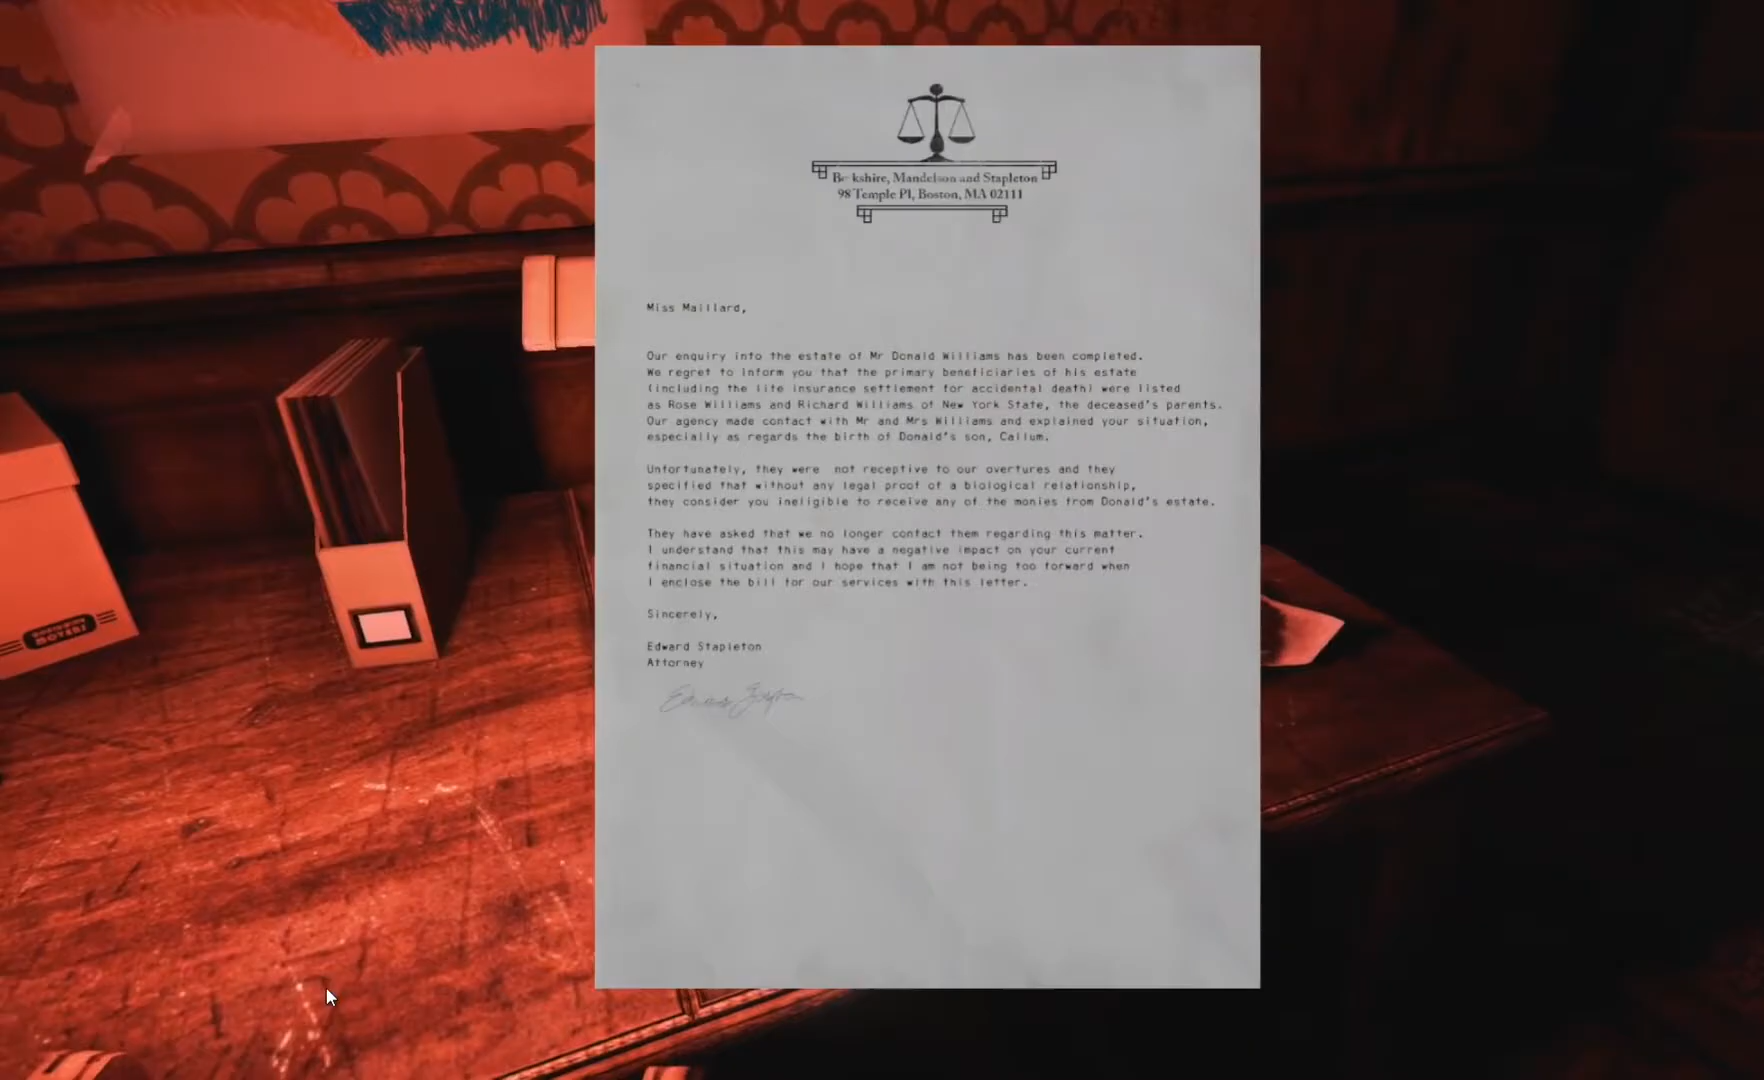 Berkshire, Mandelson and Stapleton
98 Temple Pl, Boston, MA 02111
Miss Maillard,
Our enquiry into the estate of Mr Donald Williams has been completed.
We regret to inform you that the primary beneficiaries of his estate
(including the life insurance settlement for accidental death) were listed
as Rose Williams and Richard Williams of New York State, the deceased's parents.
Our agency made contact with Mr and Mrs Williams and explained your situation,
especially as regards the birth of Donald's son, Callum.
Unfortunately, they were not receptive to our overtures and they
specified that without any legal proof of a biological relationship,
they consider you ineligible to receive any of the monies from Donald's estate.
They have asked that we no longer contact them regarding this matter.
I understand that this may have a negative impact on your current
financial situation and I hope that I am not being too forward when
I enclose the bill for our services with this letter.
Sincerely,
Edward Stapleton
Attorney
MOVERS